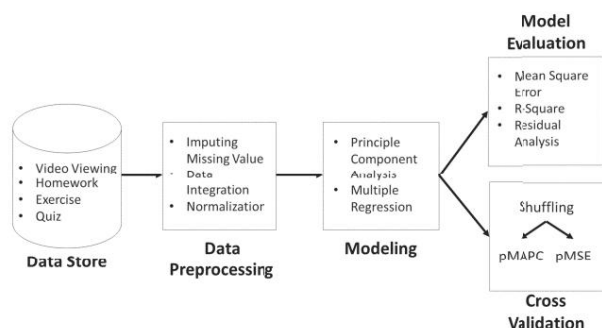 Model
Evaluation
• Mean Square
Error
• R-Square
• Residual
Analysis
• Video Viewing
• Homework
• Exercise
• Quiz
Data Store
• Imputing
Missing Value
• Data
Integration
• Normalization
Data
Preprocessing
• Principle
Component
Analysis
• Multiple
Regression
Modeling
Shuffling
pMAPC pMSE
Cross
Validation